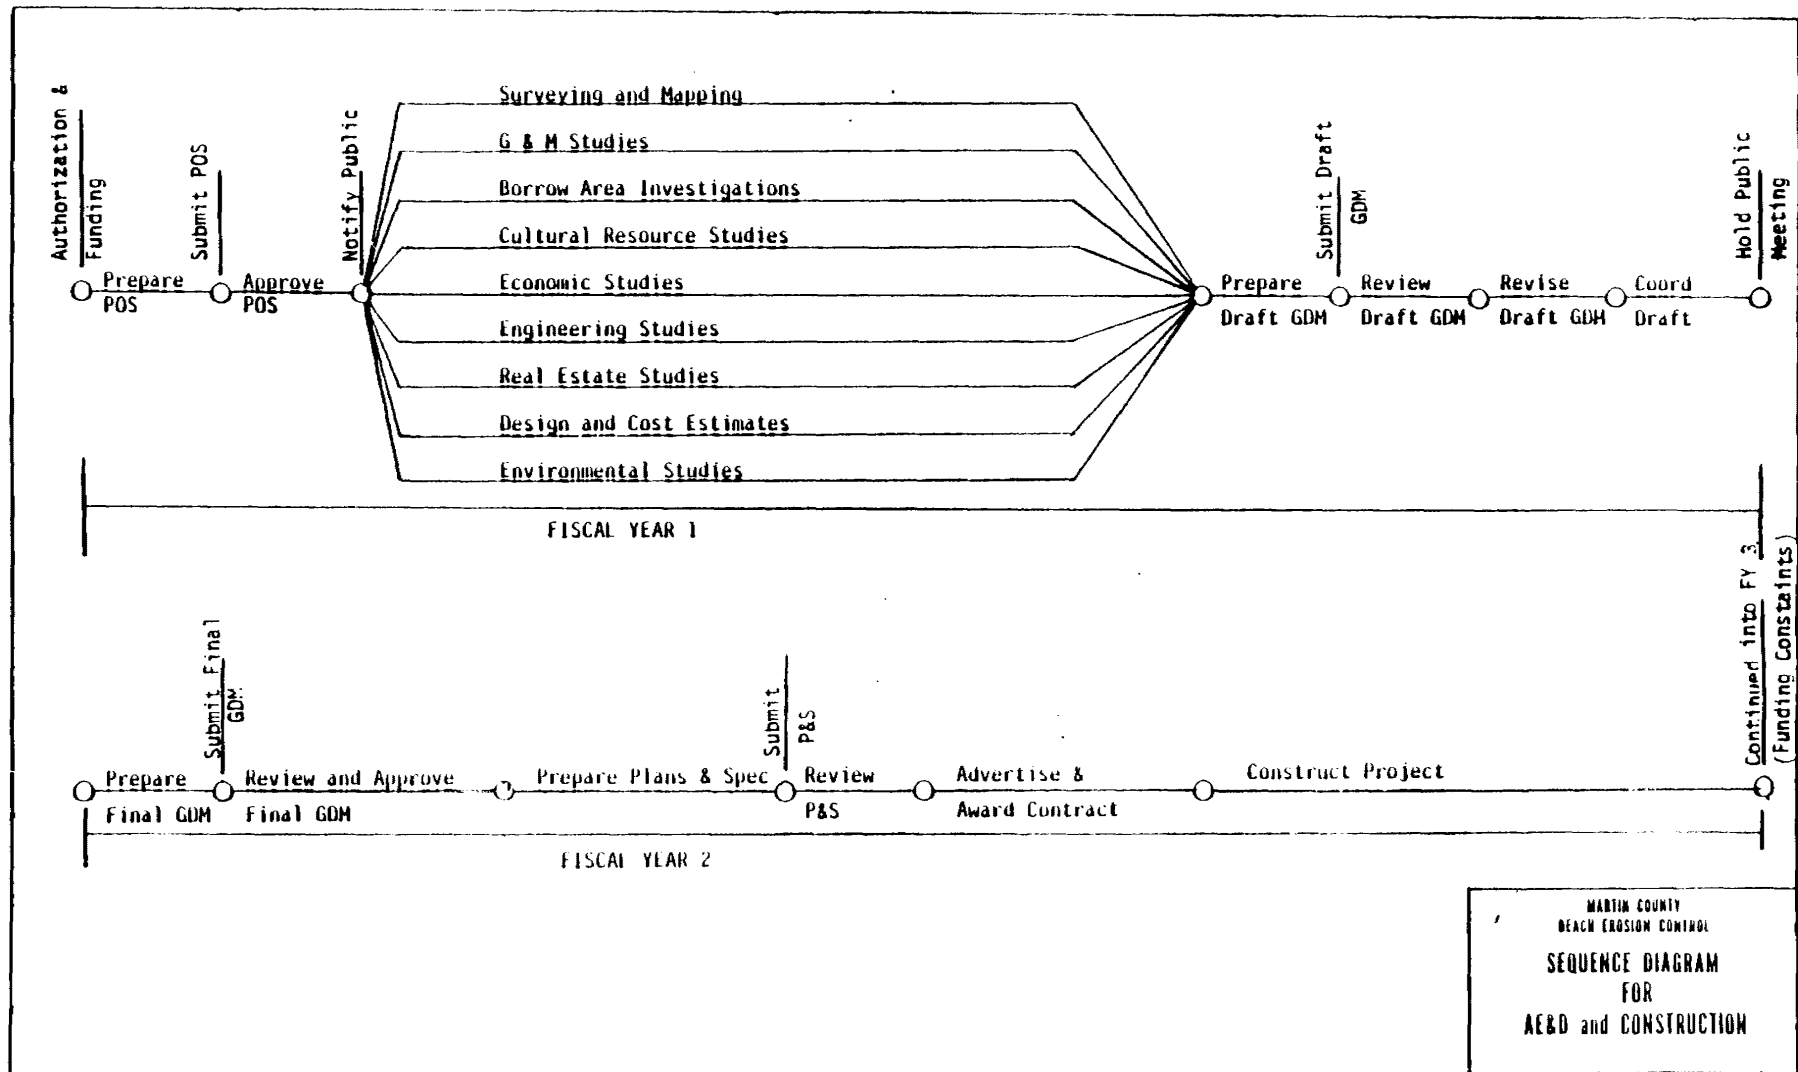 Authorization &
Funding
Submit POS
Notify Public
Surveying and Mapping
G & M Studies
Borrow Area Investigations
Cultural Resource Studies
Economic Studies
Engineering Studies
Real Estate Studies
Design and Cost Estimates
Environmental Studies
Submit Draft
GDM
Hold Public
Meeting
Prepare
POS
Approve
POS
Prepare
Draft GDM
Review
Draft GDM
Revise
Draft GDM
Coord
Draft
FISCAL YEAR 1
Submit Final
GDM
Submit
P&S
Continued into FY 3
(Funding Constaints)
Prepare
Final GDM
Review and Approve
Final GDM
Prepare Plans & Spec
Review
P&S
Advertise &
Award Contract
Construct Project
FISCAL YEAR 2
MARTIN COUNTY
BEACH EROSION CONTROL
SEQUENCE DIAGRAM
FOR
AE&D and CONSTRUCTION